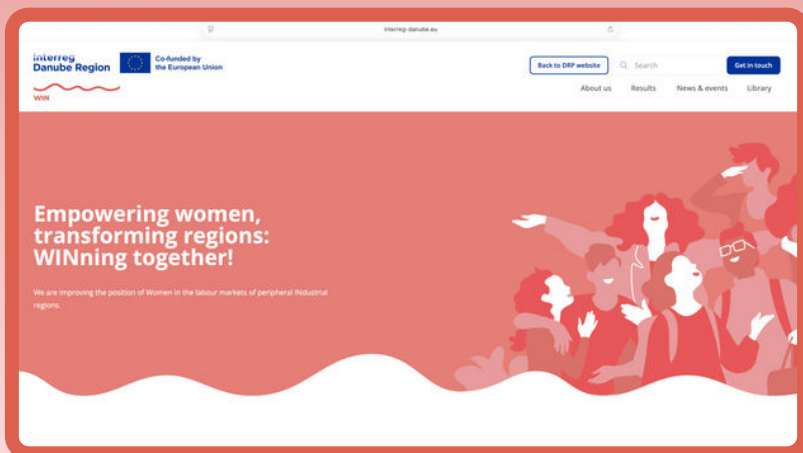 interreg-danube.eu
Interreg
Danube Region
Co-funded by
the European Union
WIN
Back to DRP website
Search
Get in touch
About us
Results
News & events
Library
Empowering women,
transforming regions:
WINning together!
We are improving the position of Women in the labour markets of peripheral INdustrial
regions.